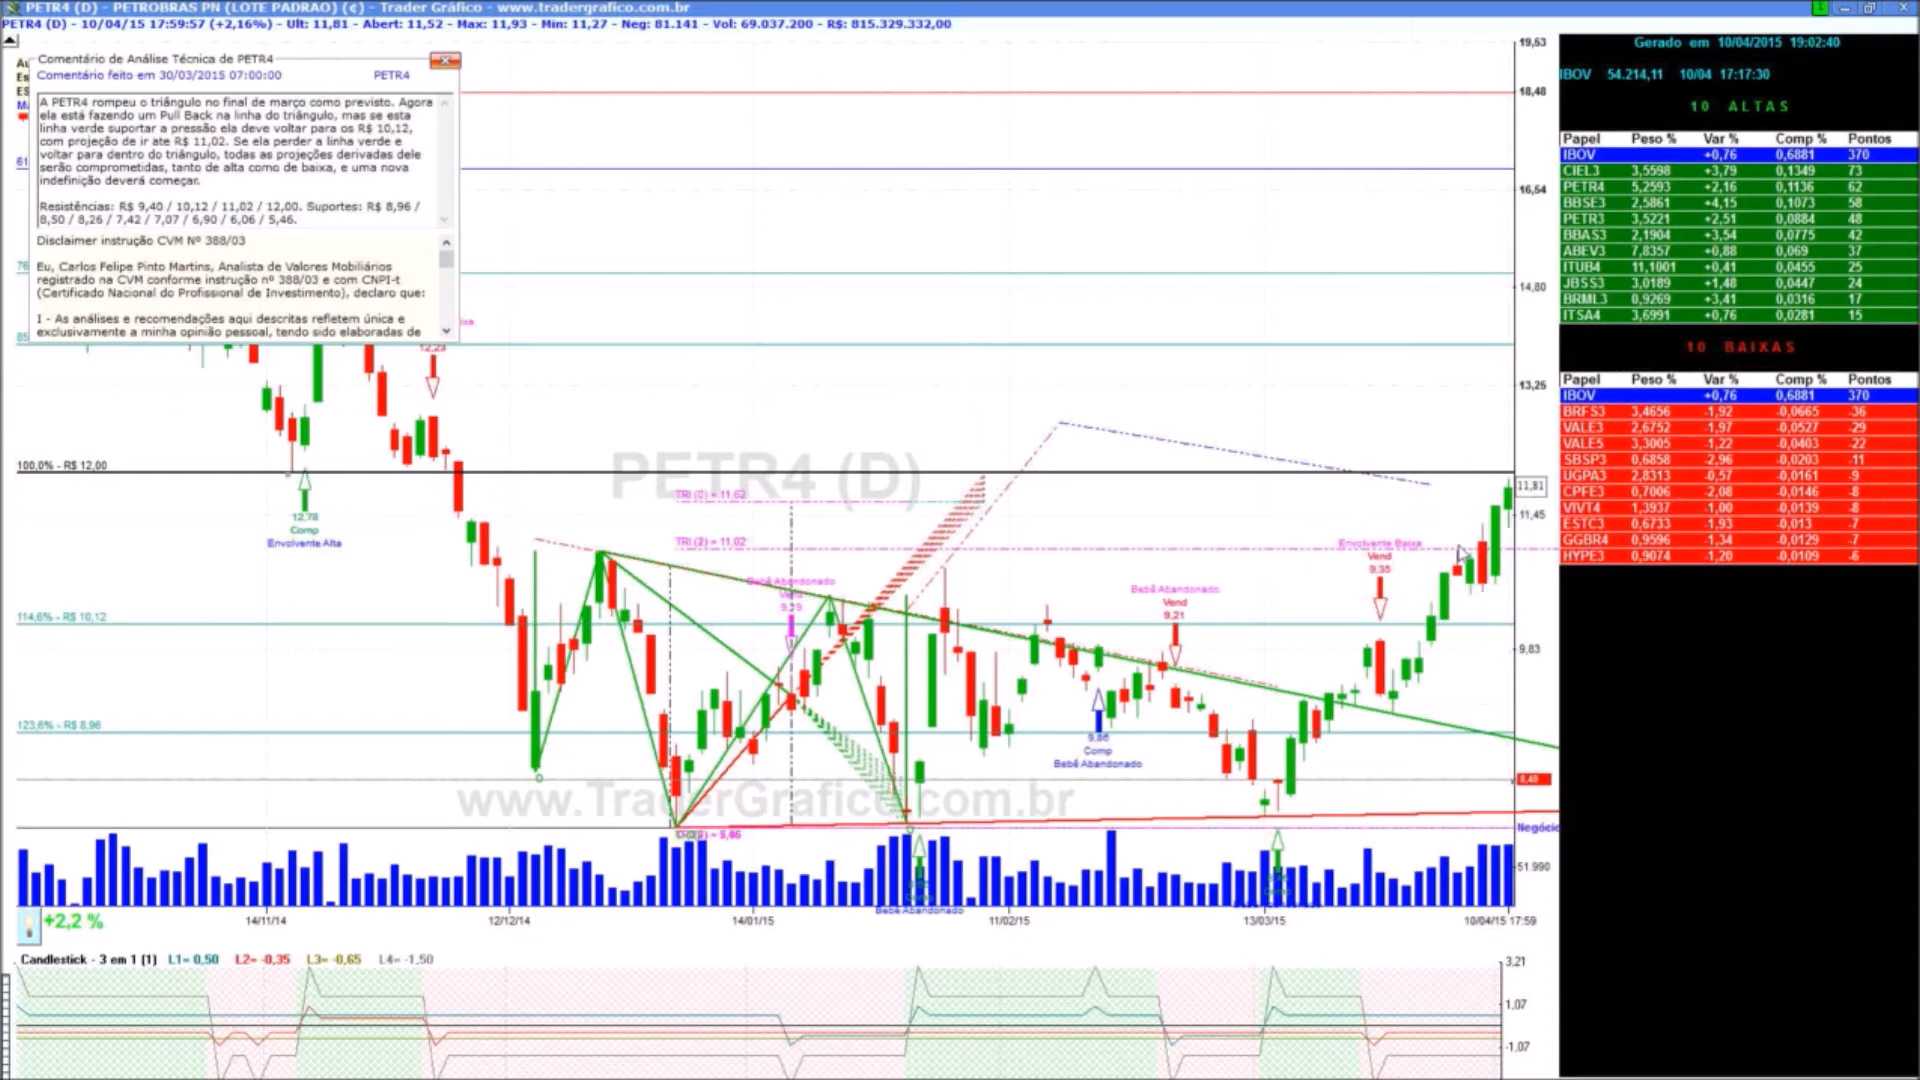 PETR4 (D) - PETROBRAS PN (LOTE PADRAO) (¢) - Trader Gráfico - www.tradergrafico.com.br
PETR4 (D) - 10/04/15 17:59:57 (+2,16%) - Ult: 11,81 - Abert: 11,52 - Max: 11,93 - Min: 11,27 - Neg: 81.141 - Vol: 69.037.200 - R$: 815.329.332,00
Comentário de Análise Técnica de PETR4
Comentário feito em 30/03/2015 07:00:00 PETR4
A PETR4 rompeu o triângulo no final de março como previsto. Agora
ela está fazendo um Pull Back na linha do triângulo, mas se esta
linha verde suportar a pressão ela deve voltar para os R$ 10,12,
com projeção de ir ate R$ 11,02. Se ela perder a linha verde e
voltar para dentro do triângulo, todas as projeções derivadas dele
serão comprometidas, tanto de alta como de baixa, e uma nova
indefinição deverá começar.
Resistências: R$ 9,40 / 10,12 / 11,02 / 12,00. Suportes: R$ 8,96 /
8,50 / 8,26 / 7,42 / 7,07 / 6,90 / 6,06 / 5,46.
Disclaimer instrução CVM Nº 388/03
Eu, Carlos Felipe Pinto Martins, Analista de Valores Mobiliários
registrado na CVM conforme instrução nº 388/03 e com CNPI-t
(Certificado Nacional do Profissional de Investimento), declaro que:
I - As análises e recomendações aqui descritas refletem única e
exclusivamente a minha opinião pessoal, tendo sido elaboradas de
12,23
100,0% - R$ 12,00
12,78
Comp
Envolvente Alta
PETR4 (D)
TRI (0) = 11,62
TRI (2) = 11,02
Bebê Abandonado
Vend
9,79
114,6% - R$ 10,12
123,6% - R$ 8,96
Bebê Abandonado
Vend
9,21
Envolvente Baixa
Vend
9,35
9,86
Comp
Bebê Abandonado
www.TraderGrafico.com.br
Bebê Abandonado
19,53
18,48
16,54
14,80
13,25
11,81
11,45
9,83
8,49
Negócio
51.990
14/11/14 12/12/14 14/01/15 11/02/15 13/03/15 10/04/15 17:59
+2,2 %
Candlestick - 3 em 1 (1) L1= 0,50 L2= -0,35 L3= -0,65 L4= -1,50
3,21
1,07
-1,07
Gerado em 10/04/2015 19:02:40
IBOV 54.214,11 10/04 17:17:30
10 ALTAS
Papel Peso % Var % Comp % Pontos
IBOV +0,76 0,6881 370
CIEL3 3,5598 +3,79 0,1349 73
PETR4 5,2593 +2,16 0,1136 62
BBSE3 2,5861 +4,15 0,1073 58
PETR3 3,5221 +2,51 0,0884 48
BBAS3 2,1904 +3,54 0,0775 42
ABEV3 7,8357 +0,88 0,069 37
ITUB4 11,1001 +0,41 0,0455 25
JBSS3 3,0189 +1,48 0,0447 24
BRML3 0,9269 +3,41 0,0316 17
ITSA4 3,6991 +0,76 0,0281 15
10 BAIXAS
Papel Peso % Var % Comp % Pontos
IBOV +0,76 0,6881 370
BRFS3 3,4656 -1,92 -0,0665 -36
VALE3 2,6752 -1,97 -0,0527 -29
VALE5 3,3005 -1,22 -0,0403 -22
SBSP3 0,6858 -2,96 -0,0203 -11
UGPA3 2,8313 -0,57 -0,0161 -9
CPFE3 0,7006 -2,08 -0,0146 -8
VIVT4 1,3937 -1,00 -0,0139 -8
ESTC3 0,6733 -1,93 -0,013 -7
GGBR4 0,9596 -1,34 -0,0129 -7
HYPE3 0,9074 -1,20 -0,0109 -6